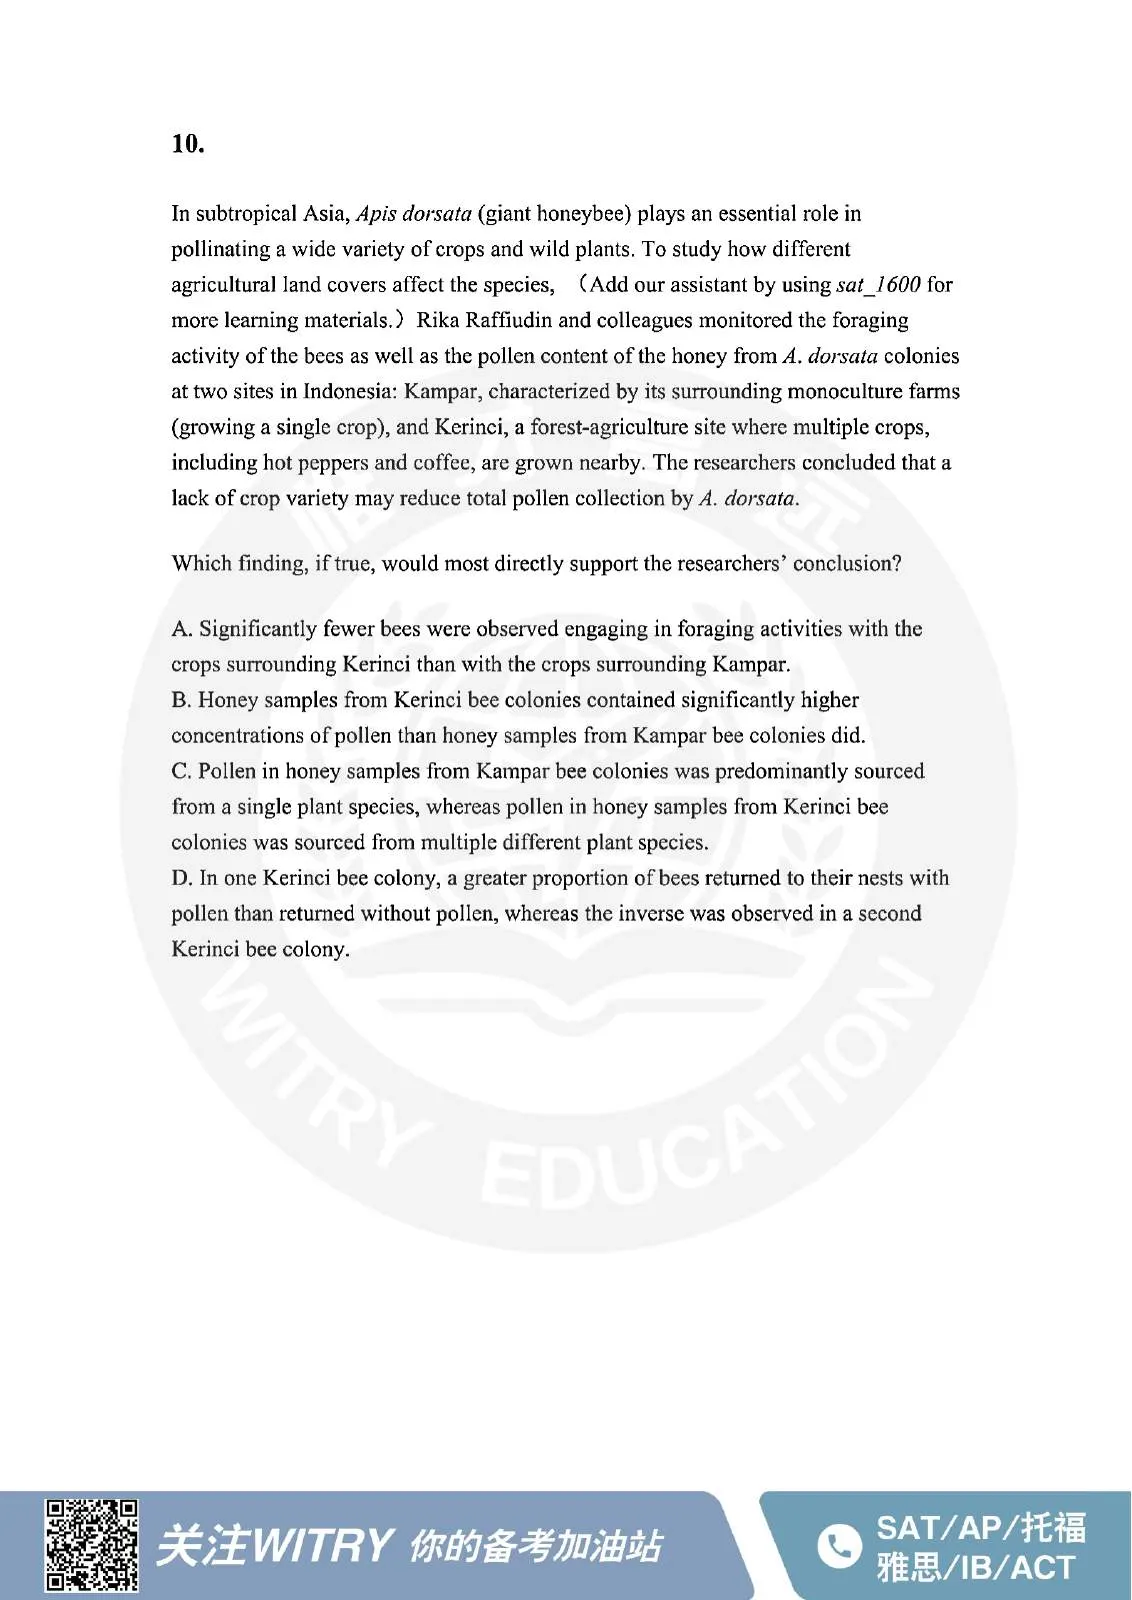 10.
In subtropical Asia, Apis dorsata (giant honeybee) plays an essential role in
pollinating a wide variety of crops and wild plants. To study how different
agricultural land covers affect the species, （Add our assistant by using sat_1600 for
more learning materials.）Rika Raffiudin and colleagues monitored the foraging
activity of the bees as well as the pollen content of the honey from A. dorsata colonies
at two sites in Indonesia: Kampar, characterized by its surrounding monoculture farms
(growing a single crop), and Kerinci, a forest-agriculture site where multiple crops,
including hot peppers and coffee, are grown nearby. The researchers concluded that a
lack of crop variety may reduce total pollen collection by A. dorsata.
Which finding, if true, would most directly support the researchers’ conclusion?
A. Significantly fewer bees were observed engaging in foraging activities with the
crops surrounding Kerinci than with the crops surrounding Kampar.
B. Honey samples from Kerinci bee colonies contained significantly higher
concentrations of pollen than honey samples from Kampar bee colonies did.
C. Pollen in honey samples from Kampar bee colonies was predominantly sourced
from a single plant species, whereas pollen in honey samples from Kerinci bee
colonies was sourced from multiple different plant species.
D. In one Kerinci bee colony, a greater proportion of bees returned to their nests with
pollen than returned without pollen, whereas the inverse was observed in a second
Kerinci bee colony.
WITRY EDUCATION
关注WITRY 你的备考加油站
SAT/AP/托福
雅思/IB/ACT